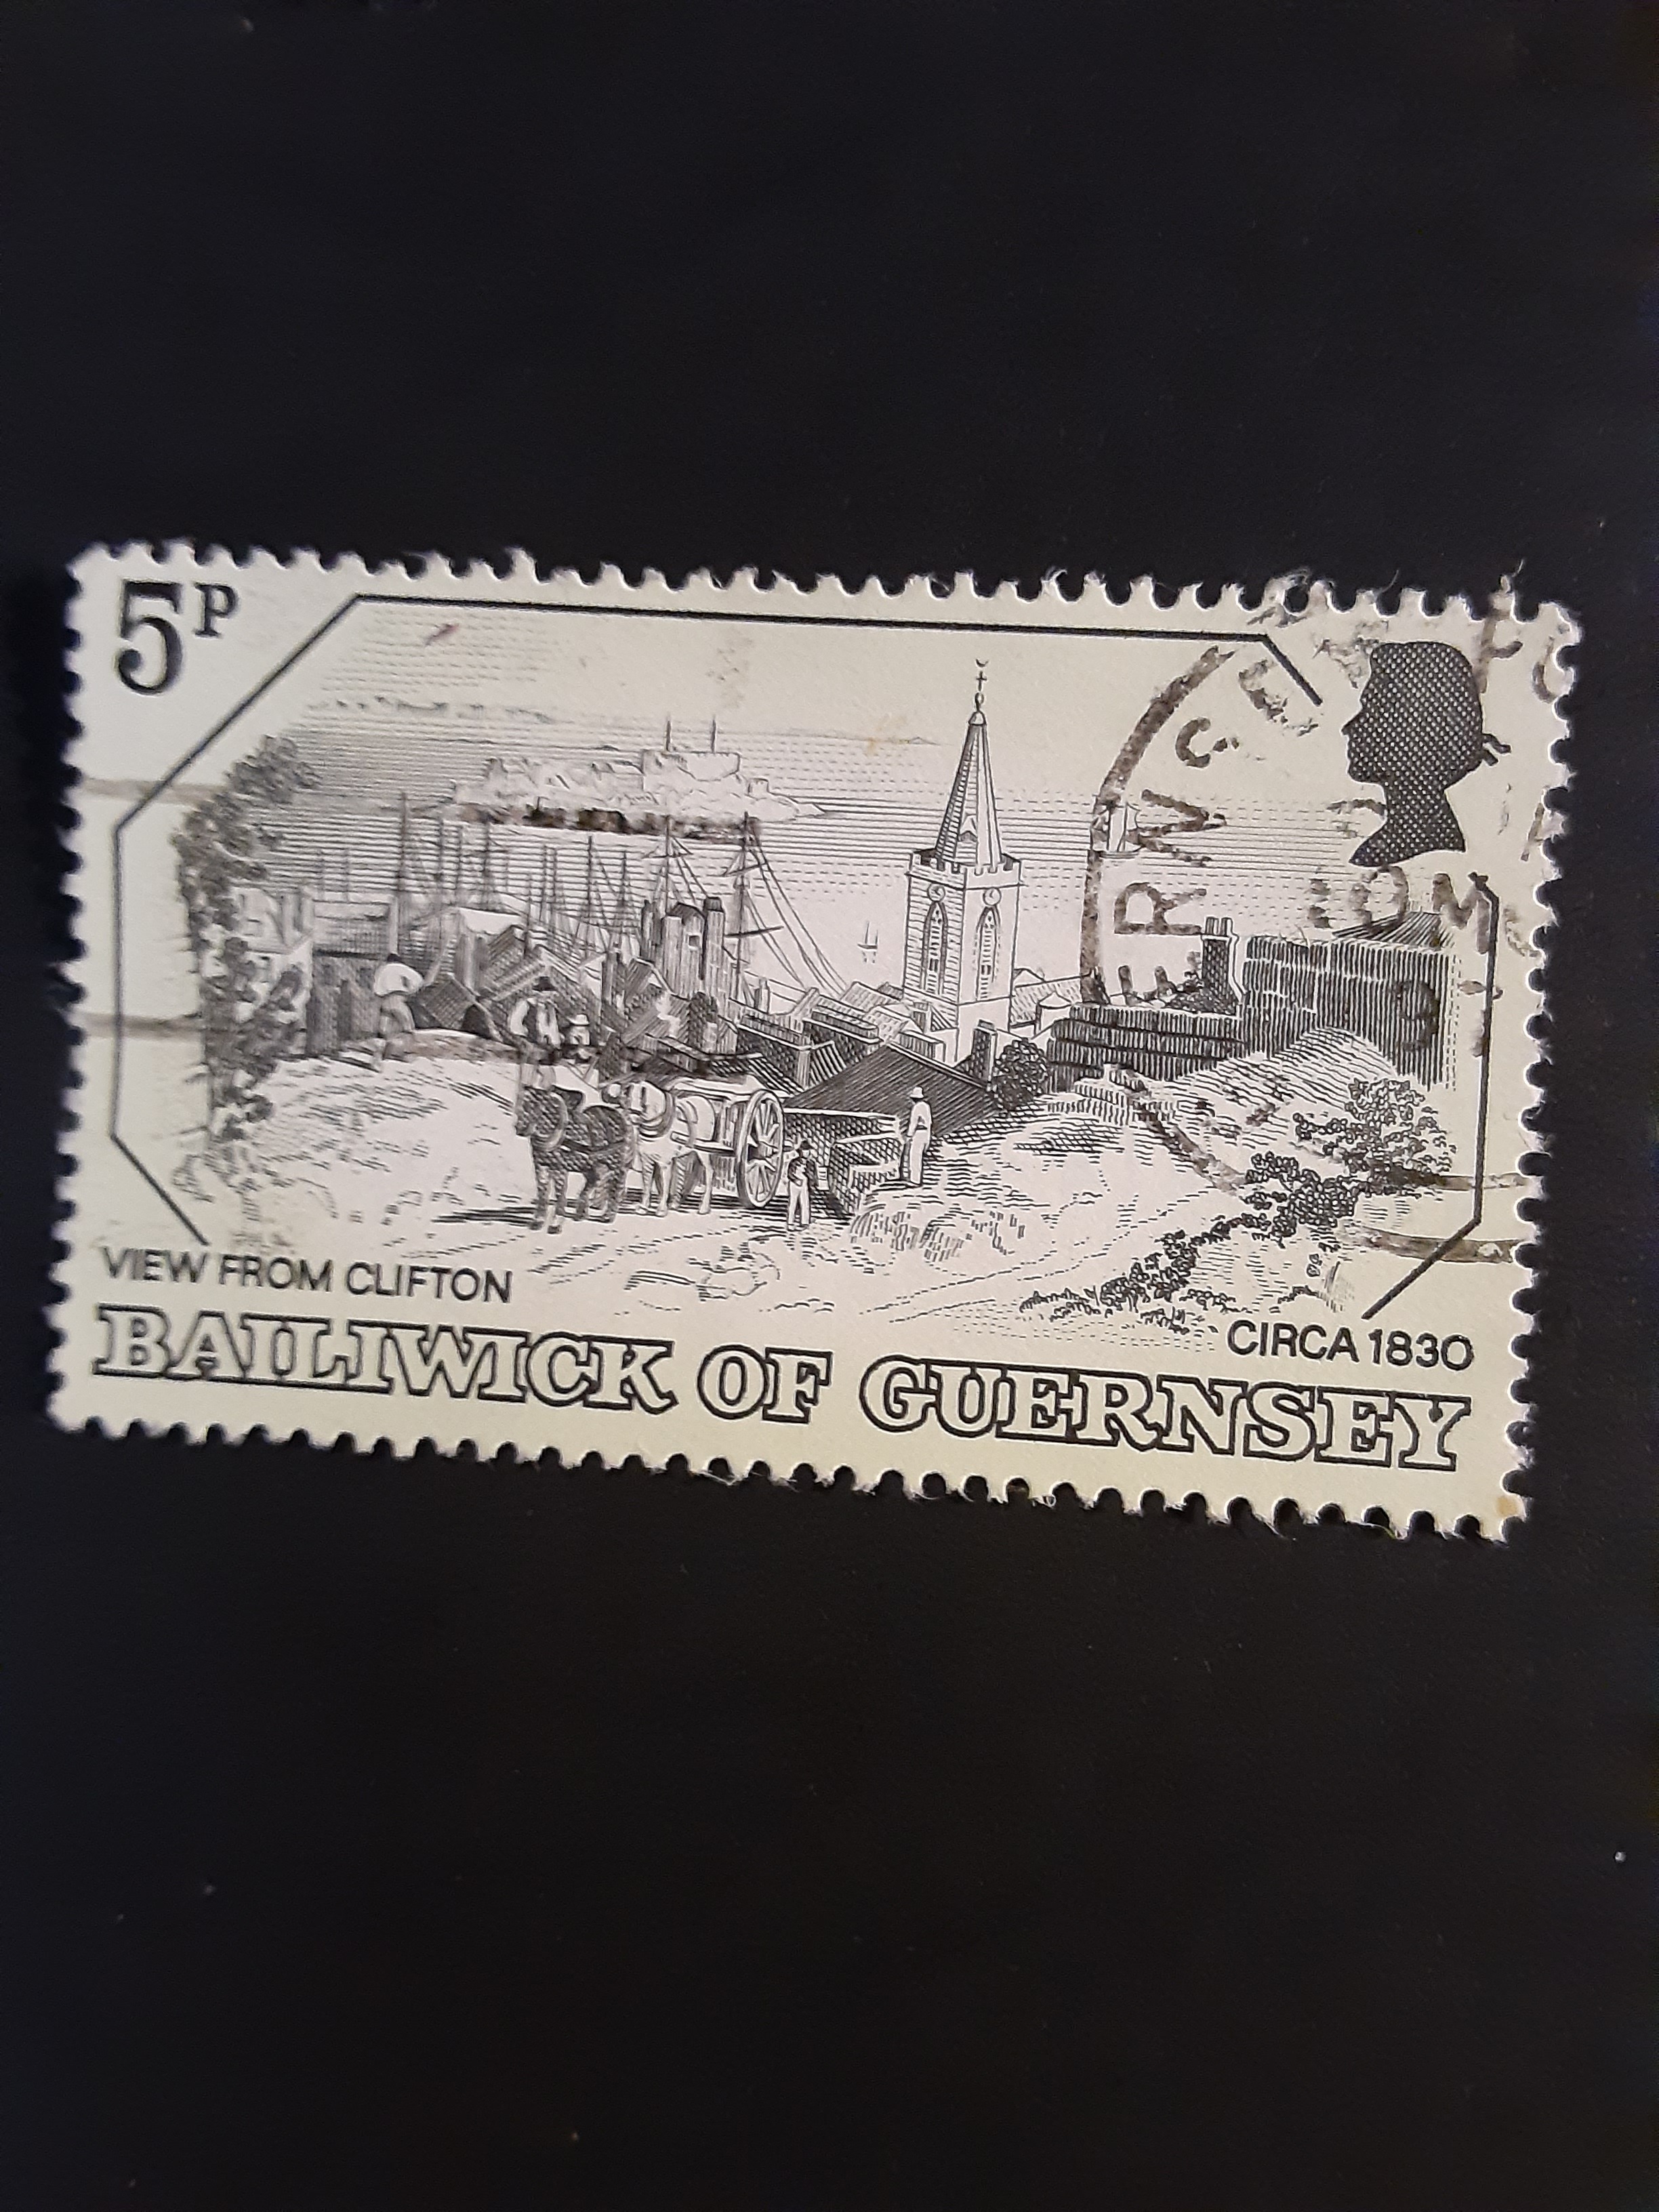 5P
VIEW FROM CLIFTON
CIRCA 1830
BAILIWICK OF GUERNSEY